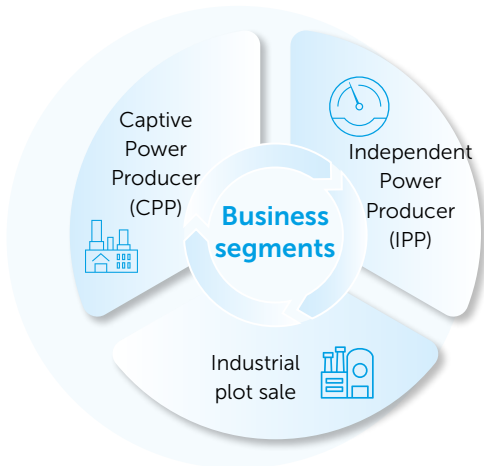 Captive
Power
Producer
(CPP)
Independent
Power
Producer
(IPP)
Business
segments
Industrial
plot sale